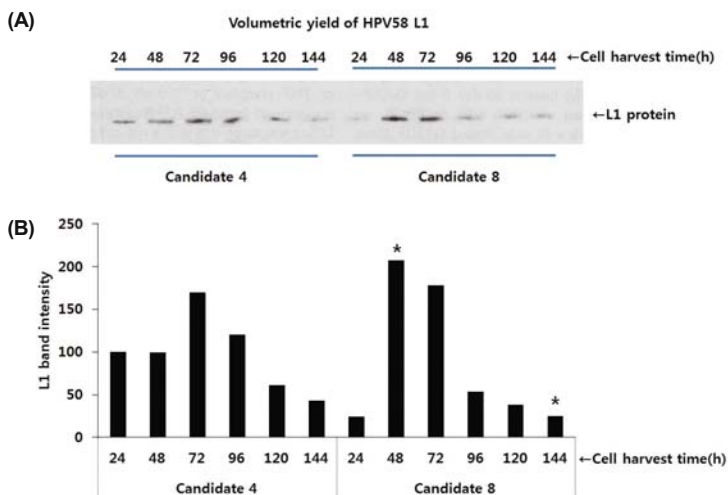 (A)
Volumetric yield of HPV58 L1
24 48 72 96 120 144 24 48 72 96 120 144 ←Cell harvest time(h)
←L1 protein
Candidate 4 Candidate 8
(B)
250
200
150
100
50
0
L1 band intensity
* *
24 48 72 96 120 144 24 48 72 96 120 144 ←Cell harvest time(h)
Candidate 4 Candidate 8